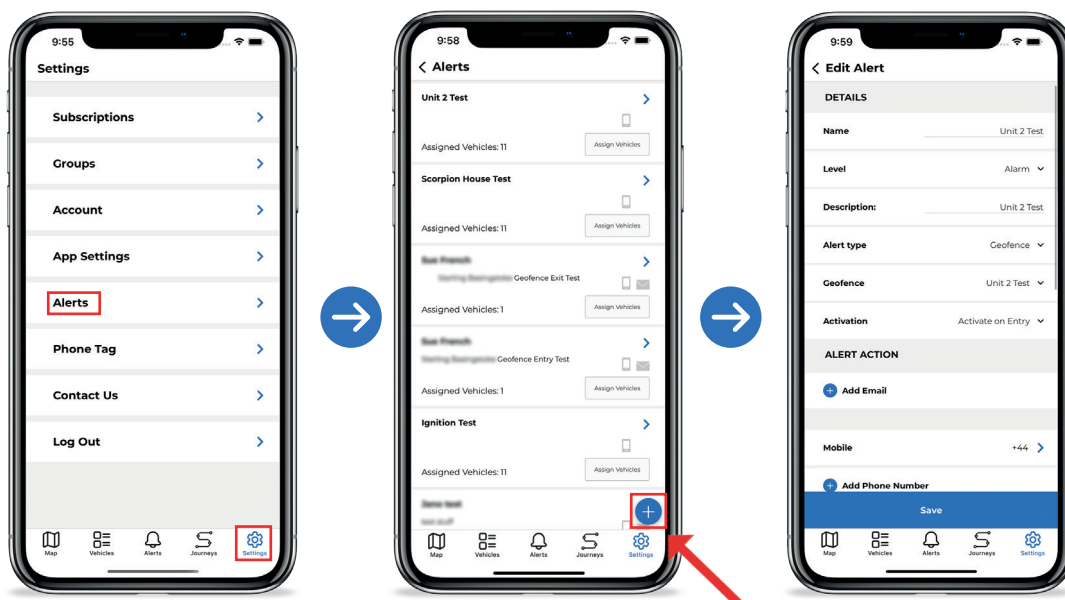 9:55
Settings
Subscriptions
Groups
Account
App Settings
Alerts
Phone Tag
Contact Us
Log Out
Map Vehicles Alerts Journeys Settings
9:58
Alerts
Unit 2 Test
Assigned Vehicles: 11 Assign Vehicles
Scorpion House Test
Assigned Vehicles: 11 Assign Vehicles
Geofence Exit Test
Assigned Vehicles: 1 Assign Vehicles
Geofence Entry Test
Assigned Vehicles: 1 Assign Vehicles
Ignition Test
Assigned Vehicles: 11 Assign Vehicles
Map Vehicles Alerts Journeys Settings
9:59
Edit Alert
DETAILS
Name Unit 2 Test
Level Alarm
Description: Unit 2 Test
Alert type Geofence
Geofence Unit 2 Test
Activation Activate on Entry
ALERT ACTION
Add Email
Mobile +44
Add Phone Number
Save
Map Vehicles Alerts Journeys Settings